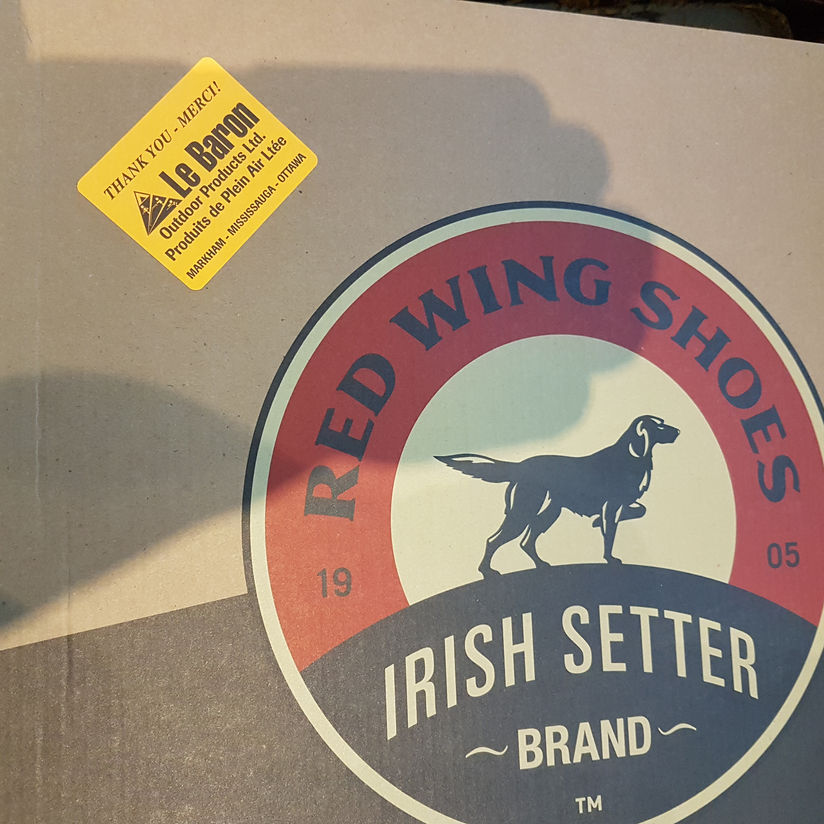 THANK YOU - MERCI!
Le Baron
Outdoor Products Ltd.
Produits de Plein Air Ltée
MARKHAM - MISSISSAUGA - OTTAWA
RED WING SHOES
19 05
IRISH SETTER
~BRAND~
TM